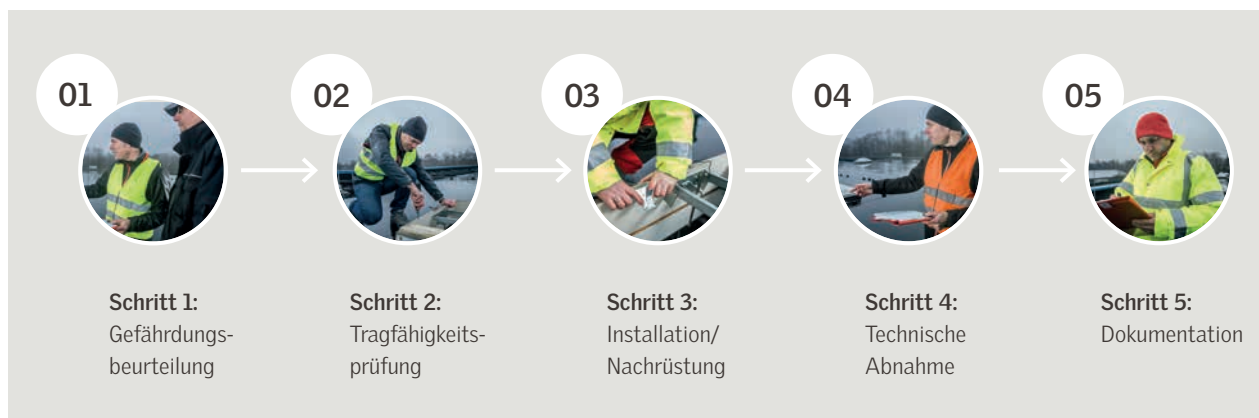 01
02
03
04
05
Schritt 1:
Gefährdungs-
beurteilung
Schritt 2:
Tragfähigkeits-
prüfung
Schritt 3:
Installation/
Nachrüstung
Schritt 4:
Technische
Abnahme
Schritt 5:
Dokumentation